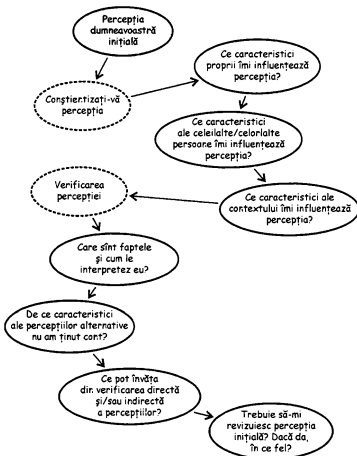 Percepția
dumneavoastră
inițială
Conștientizați-vă
percepția
Ce caracteristici
proprii îmi influențează
percepția?
Ce caracteristici
ale celeilalte/celorlalte
persoane îmi influențează
percepția?
Ce caracteristici ale
contextului îmi influențează
percepția?
Verificarea
percepției
Care sînt faptele
și cum le
interpretez eu?
De ce caracteristici
ale percepțiilor alternative
nu am ținut cont?
Ce pot învăța
din verificarea directă
și/sau indirectă
a percepțiilor?
Trebuie să-mi
revizuiesc percepția
inițială? Dacă da,
în ce fel?